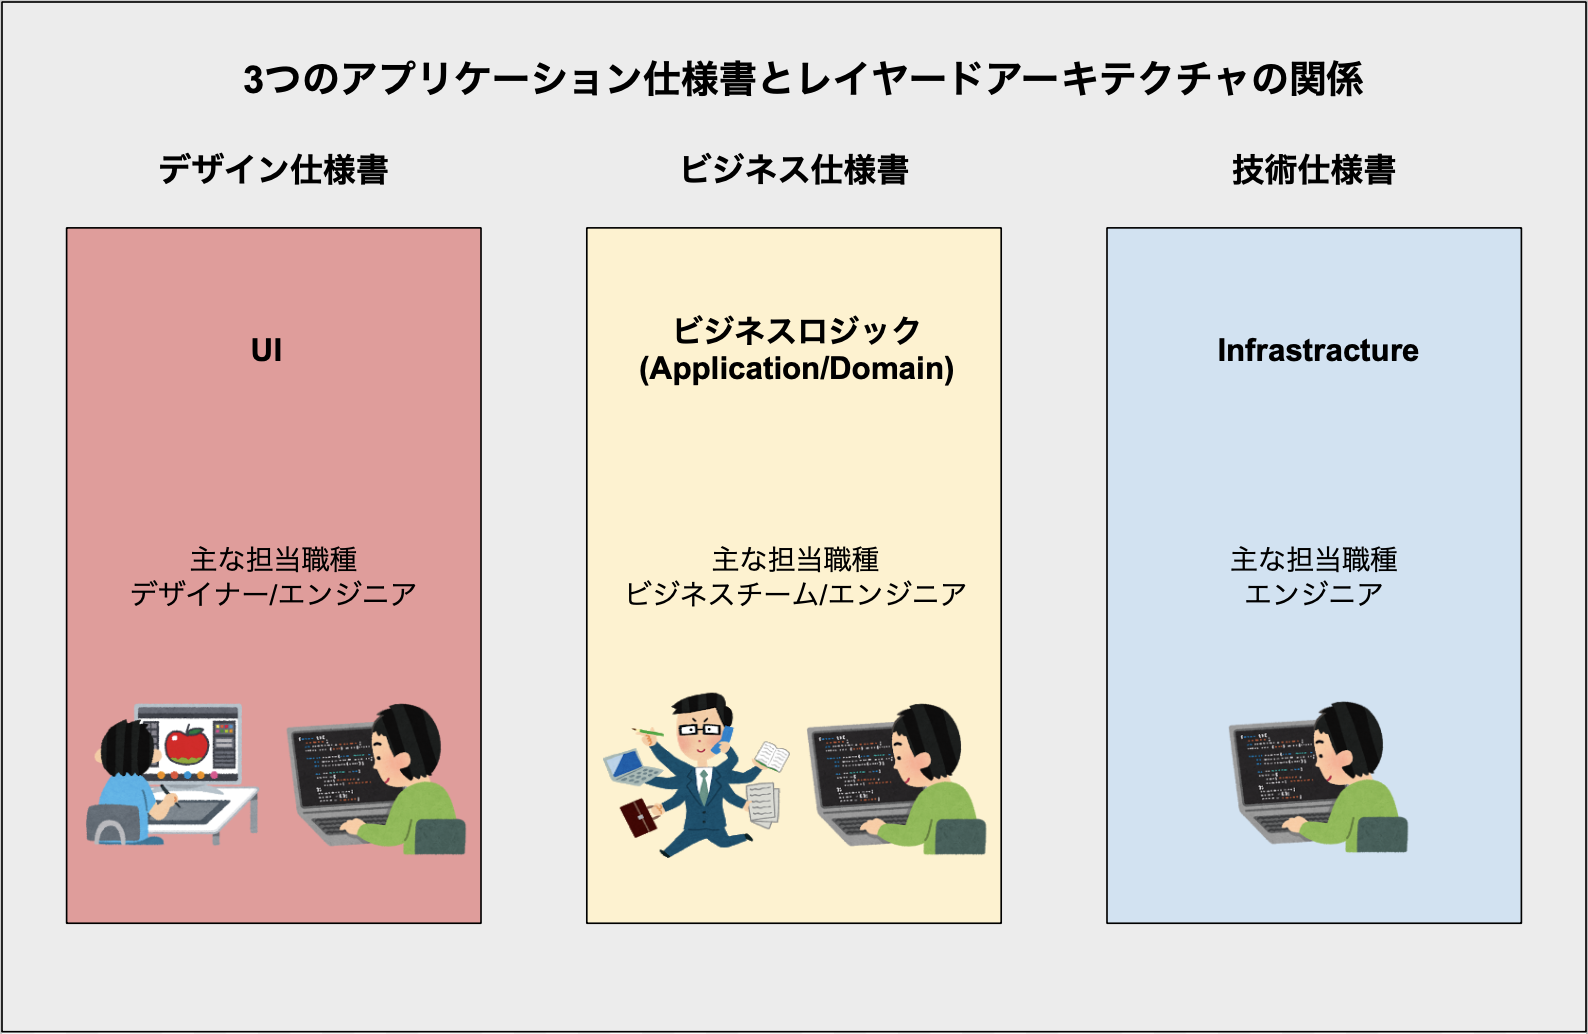 3つのアプリケーション仕様書とレイヤードアーキテクチャの関係
デザイン仕様書
ビジネス仕様書
技術仕様書
UI
ビジネスロジック
(Application/Domain)
Infrastracture
主な担当職種
デザイナー/エンジニア
主な担当職種
ビジネスチーム/エンジニア
主な担当職種
エンジニア